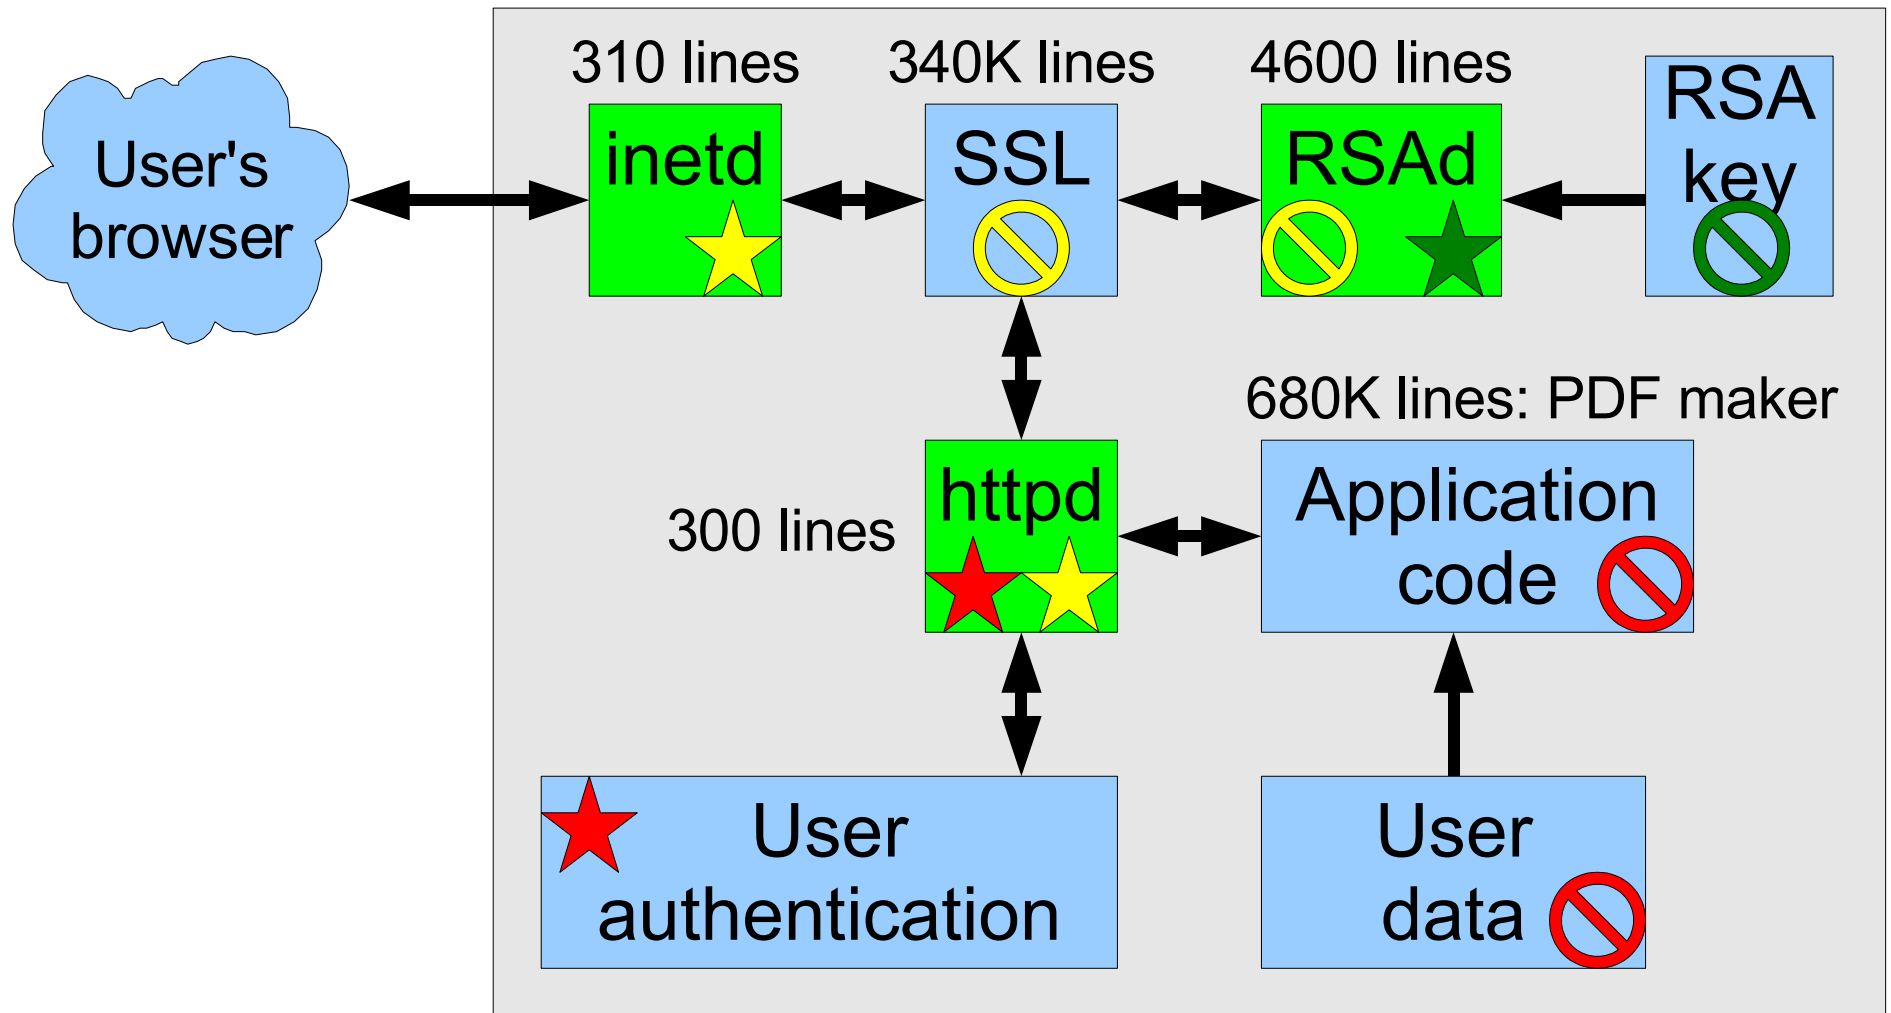 310 lines
340K lines
4600 lines
User's
browser
inetd
SSL
RSAd
RSA
key
680K lines: PDF maker
300 lines
httpd
Application
code
User
authentication
User
data